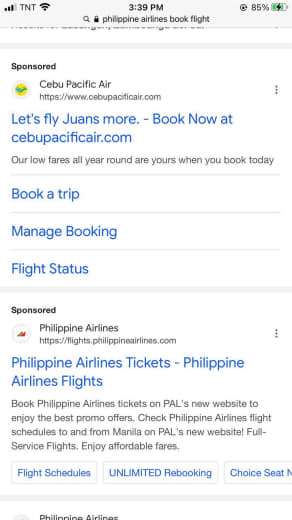 TNT 3:39 PM 85%
philippine airlines book flight
Sponsored
Cebu Pacific Air
https://www.cebupacificair.com
Let's fly Juans more. - Book Now at
cebupacificair.com
Our low fares all year round are yours when you book today
Book a trip
Manage Booking
Flight Status
Sponsored
Philippine Airlines
https://flights.philippineairlines.com
Philippine Airlines Tickets - Philippine
Airlines Flights
Book Philippine Airlines tickets on PAL's new website to
enjoy the best promo offers. Check Philippine Airlines flight
schedules to and from Manila on PAL's new website! Full-
Service Flights. Enjoy affordable fares.
Flight Schedules UNLIMITED Rebooking Choice Seat N
Philippine Airlines